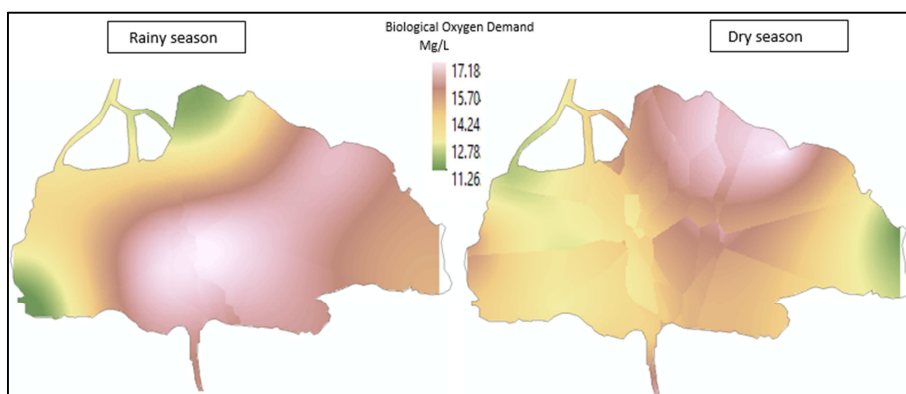 Rainy season
Biological Oxygen Demand
Mg/L
Dry season
17.18
15.70
14.24
12.78
11.26